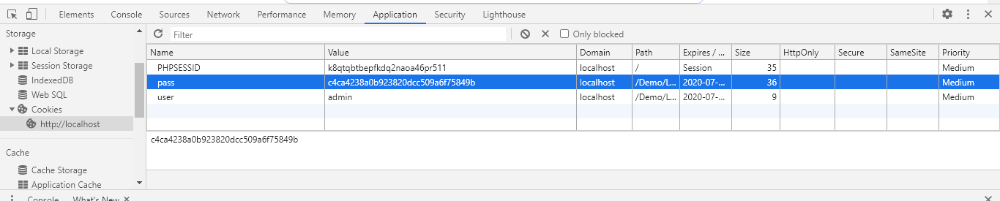 Elements Console Sources Network Performance Memory Application Security Lighthouse
Storage
Filter
Only blocked
Local Storage
Session Storage
IndexedDB
Web SQL
Cookies
http://localhost
Cache
Cache Storage
Application Cache
Name Value Domain Path Expires / ... Size HttpOnly Secure SameSite Priority
PHPSESSID k8qtqbtbepfkdq2naoa46pr511 localhost / Session 35 Medium
pass c4ca4238a0b923820dcc509a6f75849b localhost /Demo/L... 2020-07-... 36 Medium
user admin localhost /Demo/L... 2020-07-... 9 Medium
c4ca4238a0b923820dcc509a6f75849b
Console What's New